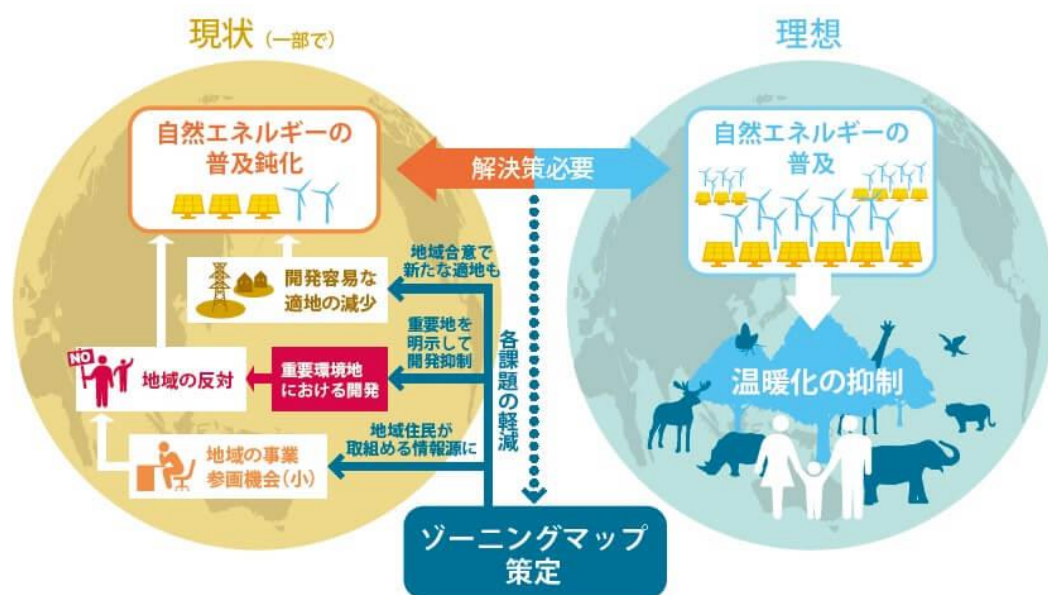 現状（一部で）
理想
自然エネルギーの
普及鈍化
解決策必要
自然エネルギーの
普及
地域合意で
新たな適地も
開発容易な
適地の減少
重要地を
明示して
開発抑制
各課題の軽減
NO
地域の反対
重要環境地
における開発
温暖化の抑制
地域住民が
取組める情報源に
地域の事業
参画機会(小)
ゾーニングマップ
策定